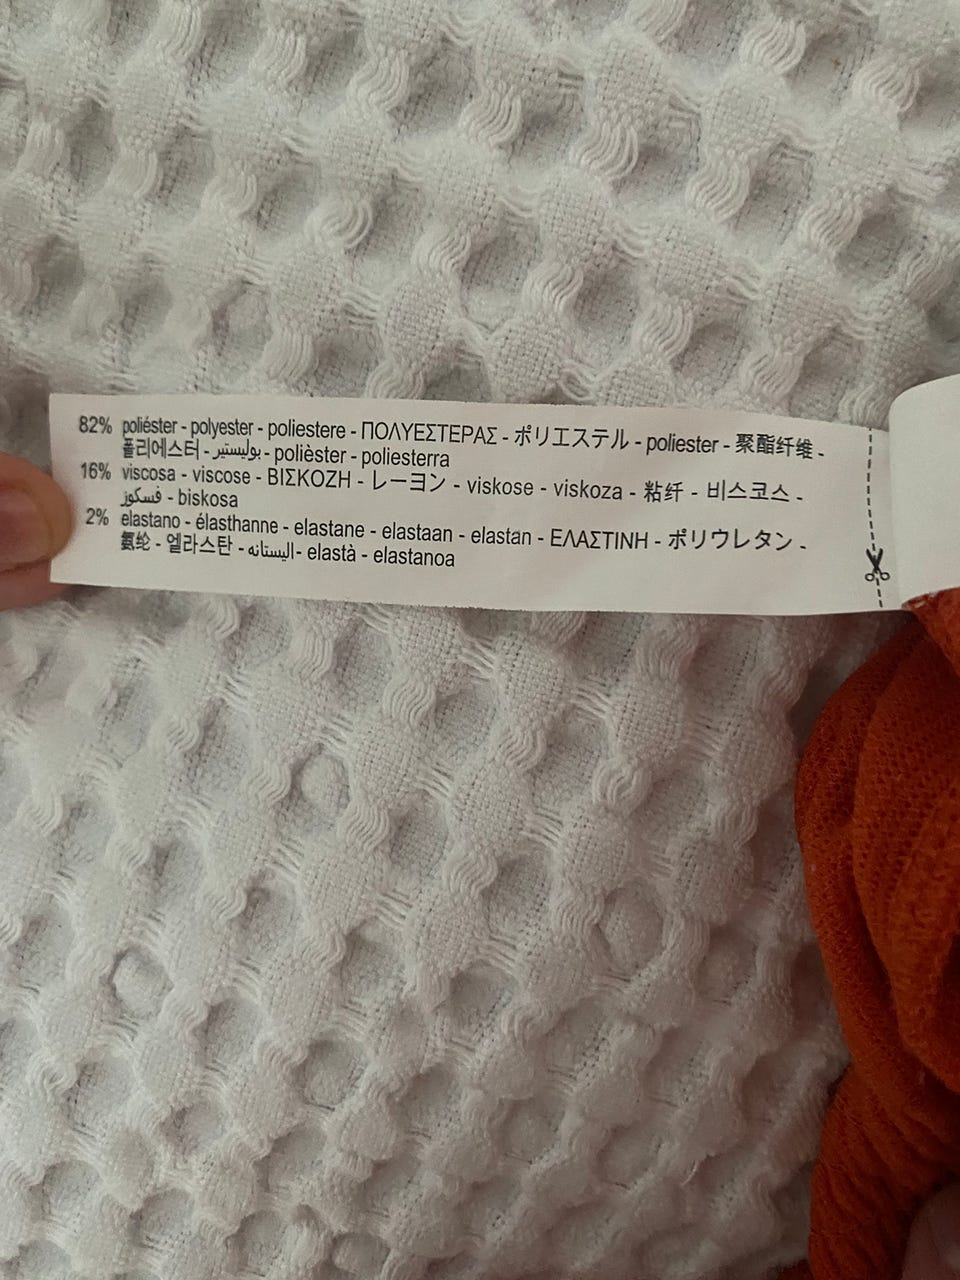 82% poliéster - polyester - poliestere - ΠΟΛΥΕΣΤΕΡΑΣ - ポリエステル - poliester - 聚酯纤维 -
폴리에스터 - بوليستير - polièster - poliesterra
16% viscosa - viscose - ΒΙΣΚΟΖΗ - レーヨン - viskose - viskoza - 粘纤 - 비스코스 -
فسكوز - biskosa
2% elastano - élasthanne - elastane - elastaan - elastan - ΕΛΑΣΤΙΝΗ - ポリウレタン -
氨纶 - 엘라스탄 - اليستانه - elastà - elastanoa